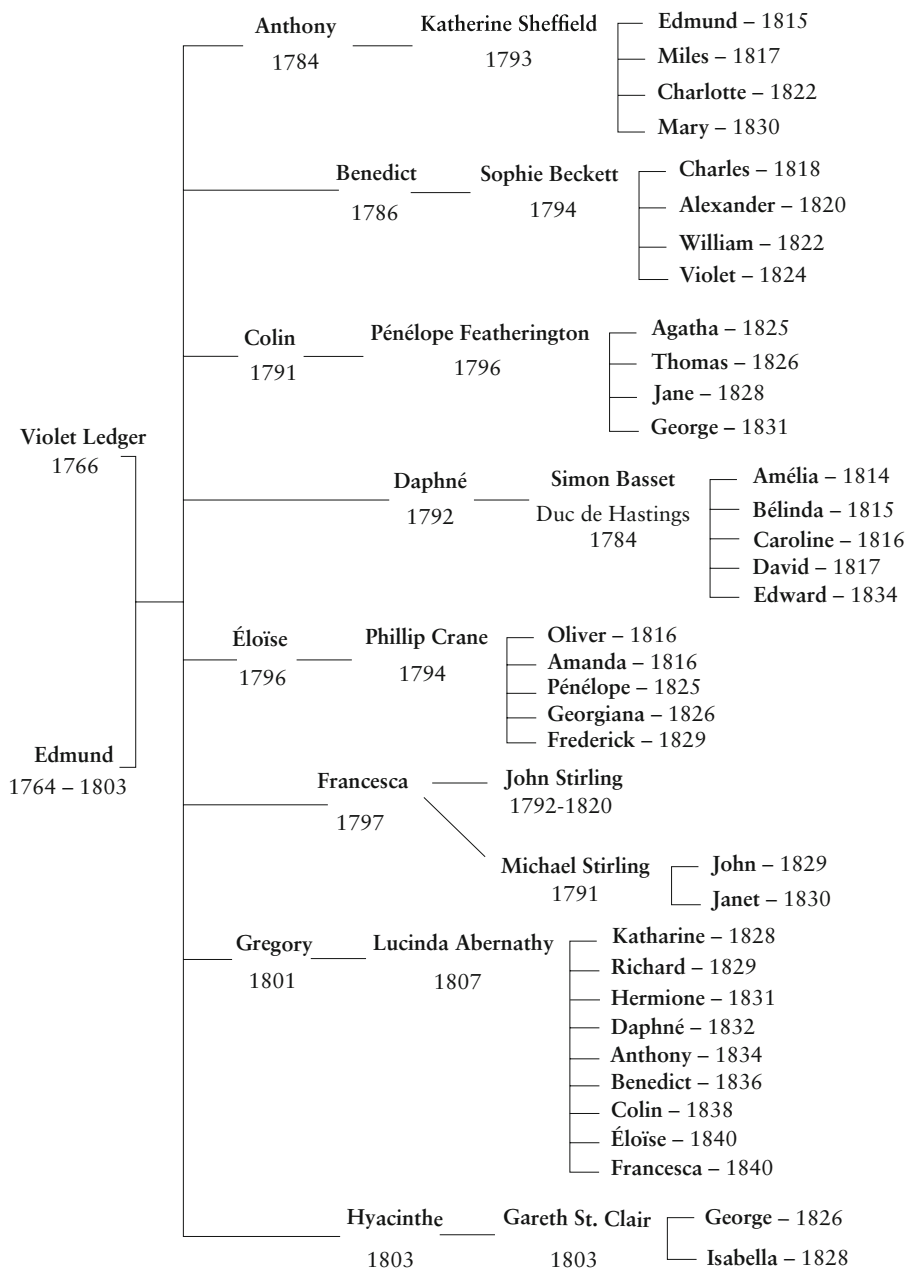 Anthony
1784
Katherine Sheffield
1793
Edmund – 1815
Miles – 1817
Charlotte – 1822
Mary – 1830
Benedict
1786
Sophie Beckett
1794
Charles – 1818
Alexander – 1820
William – 1822
Violet – 1824
Colin
1791
Pénélope Featherington
1796
Agatha – 1825
Thomas – 1826
Jane – 1828
George – 1831
Violet Ledger
1766
Daphné
1792
Simon Basset
Duc de Hastings
1784
Amélia – 1814
Bélinda – 1815
Caroline – 1816
David – 1817
Edward – 1834
Éloïse
1796
Phillip Crane
1794
Oliver – 1816
Amanda – 1816
Pénélope – 1825
Georgiana – 1826
Frederick – 1829
Edmund
1764 – 1803
Francesca
1797
John Stirling
1792-1820
Michael Stirling
1791
John – 1829
Janet – 1830
Gregory
1801
Lucinda Abernathy
1807
Katharine – 1828
Richard – 1829
Hermione – 1831
Daphné – 1832
Anthony – 1834
Benedict – 1836
Colin – 1838
Éloïse – 1840
Francesca – 1840
Hyacinthe
1803
Gareth St. Clair
1803
George – 1826
Isabella – 1828